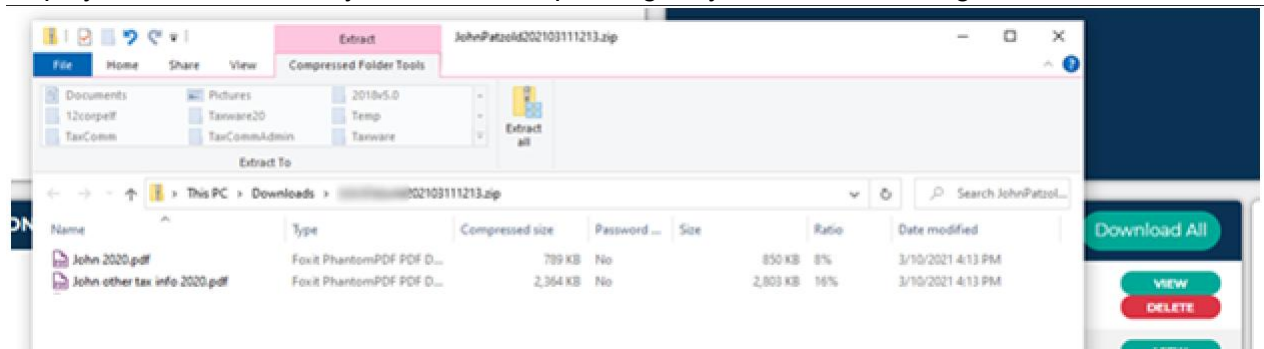 Extract
JohnPatzold202103111213.zip
File Home Share View Compressed Folder Tools
Documents Pictures 2018v5.0
12corpelf Taxware20 Temp
TaxComm TaxCommAdmin Taxware
Extract all
Extract To
This PC > Downloads > 202103111213.zip
Search JohnPatzol...
Name Type Compressed size Password ... Size Ratio Date modified
Download All
John 2020.pdf Foxit PhantomPDF PDF D... 789 KB No 850 KB 8% 3/10/2021 4:13 PM
John other tax info 2020.pdf Foxit PhantomPDF PDF D... 2,364 KB No 2,803 KB 16% 3/10/2021 4:13 PM
VIEW
DELETE